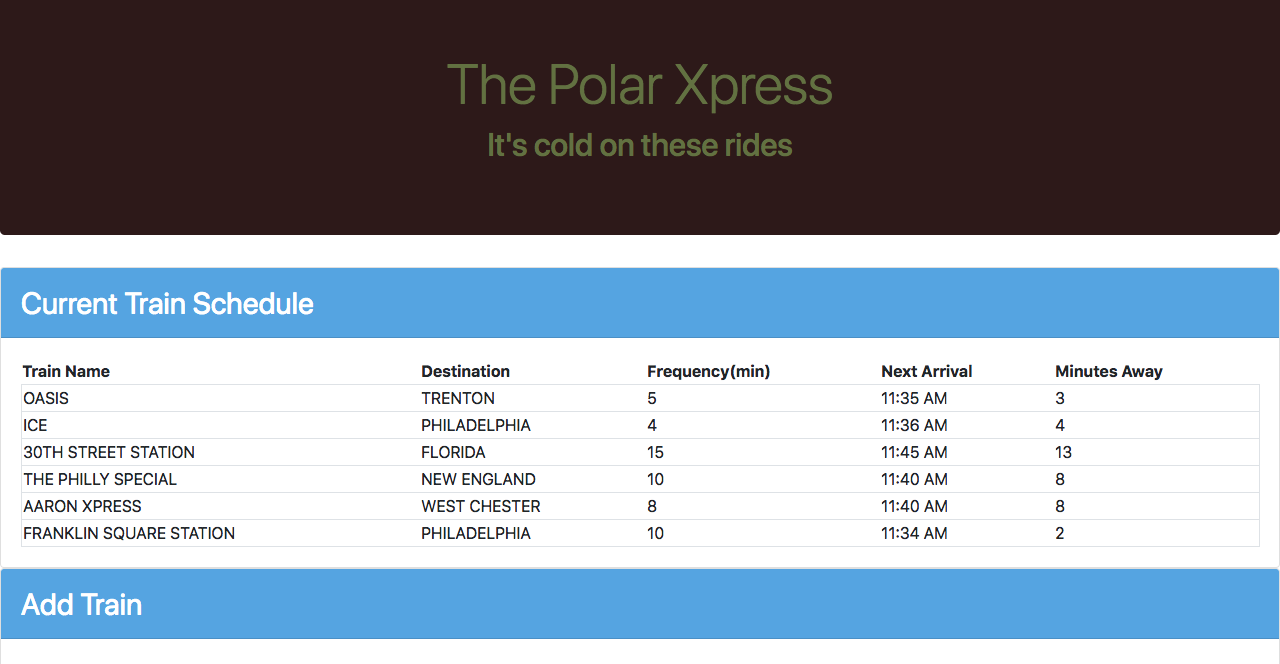 The Polar Xpress
It's cold on these rides
Current Train Schedule
Train Name Destination Frequency(min) Next Arrival Minutes Away
OASIS TRENTON 5 11:35 AM 3
ICE PHILADELPHIA 4 11:36 AM 4
30TH STREET STATION FLORIDA 15 11:45 AM 13
THE PHILLY SPECIAL NEW ENGLAND 10 11:40 AM 8
AARON XPRESS WEST CHESTER 8 11:40 AM 8
FRANKLIN SQUARE STATION PHILADELPHIA 10 11:34 AM 2
Add Train